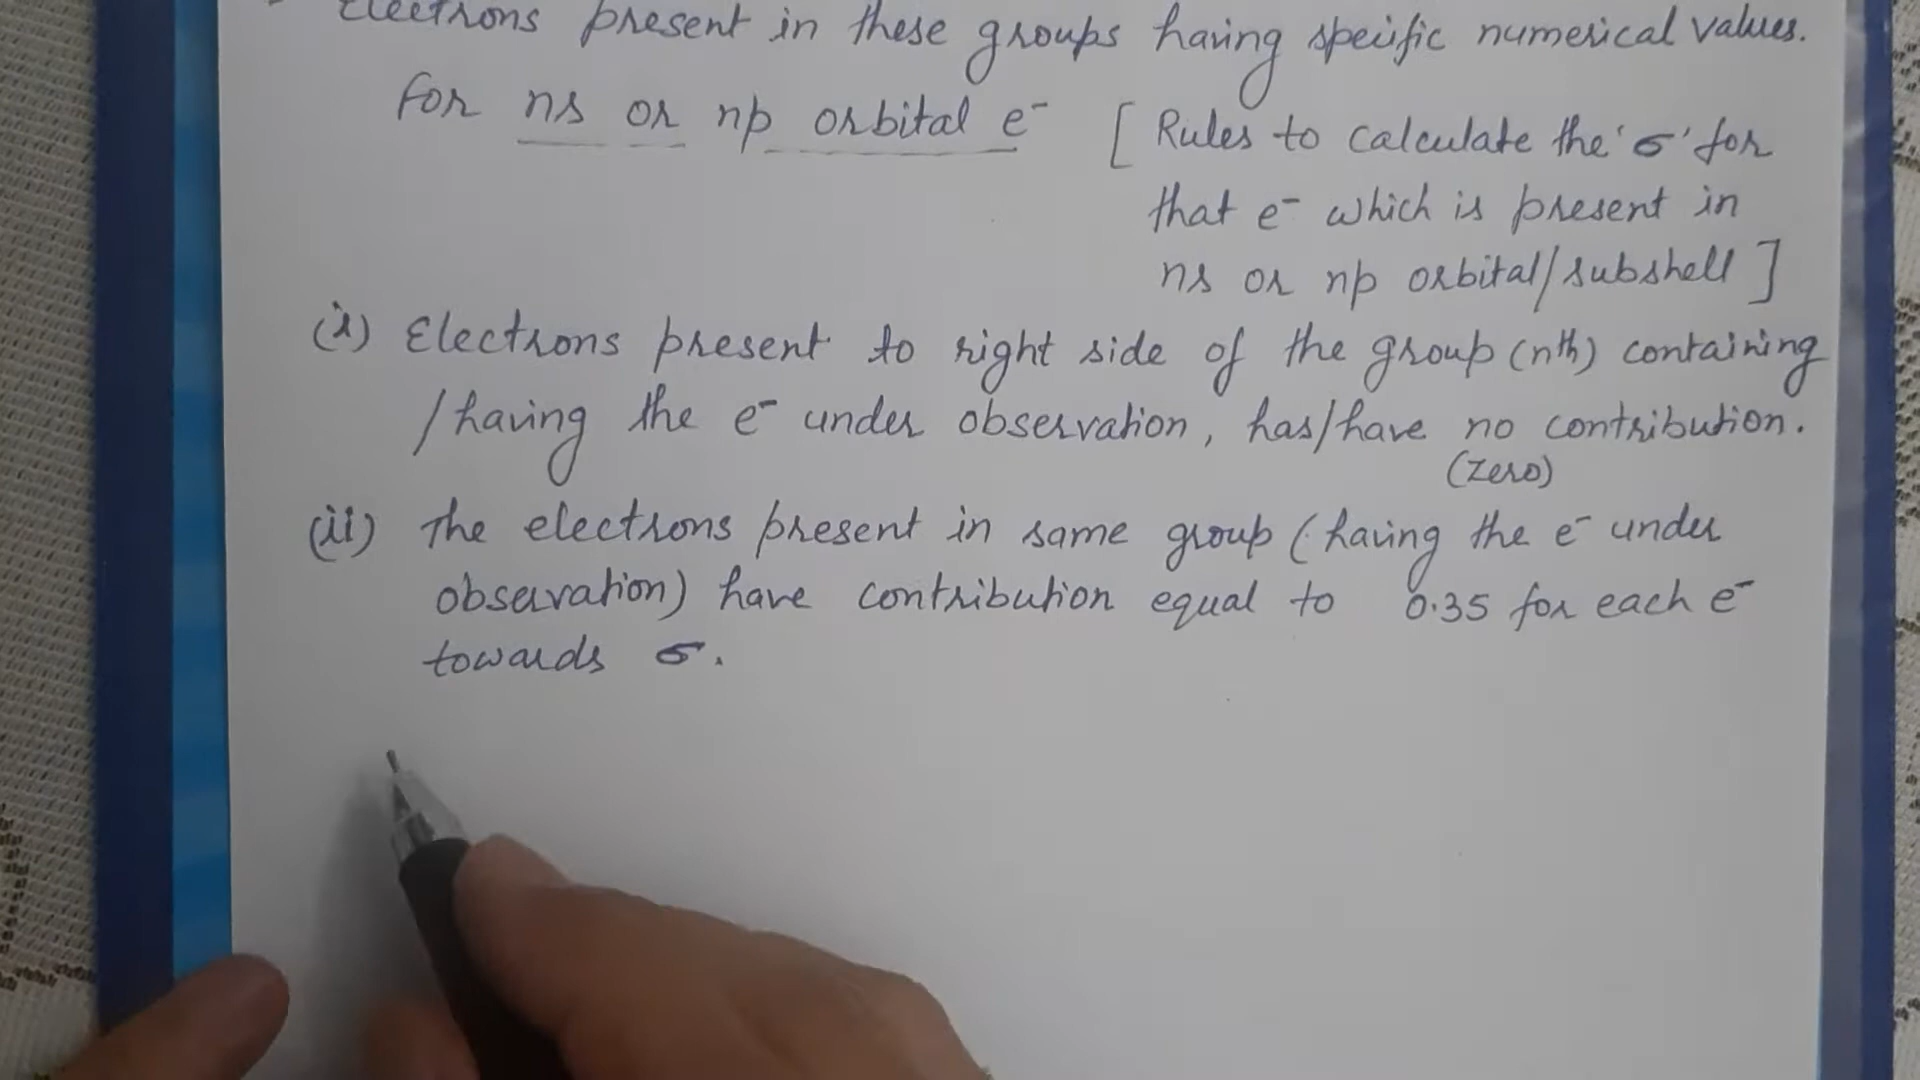 Electrons present in these groups having specific numerical values.
For ns or np orbital e⁻ [Rules to calculate the 'σ' for
that e⁻ which is present in
ns or np orbital/subshell]
(i) Electrons present to right side of the group (nth) containing
/having the e⁻ under observation, has/have no contribution.
(zero)
(ii) The electrons present in same group (having the e⁻ under
observation) have contribution equal to 0.35 for each e⁻
towards σ.